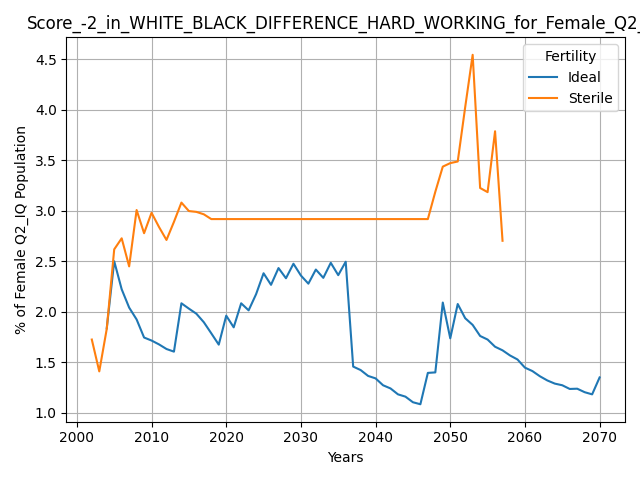 Score_-2_in_WHITE_BLACK_DIFFERENCE_HARD_WORKING_for_Female_Q2_
Fertility
Ideal
Sterile
% of Female Q2_IQ Population
4.5
4.0
3.5
3.0
2.5
2.0
1.5
1.0
2000 2010 2020 2030 2040 2050 2060 2070
Years